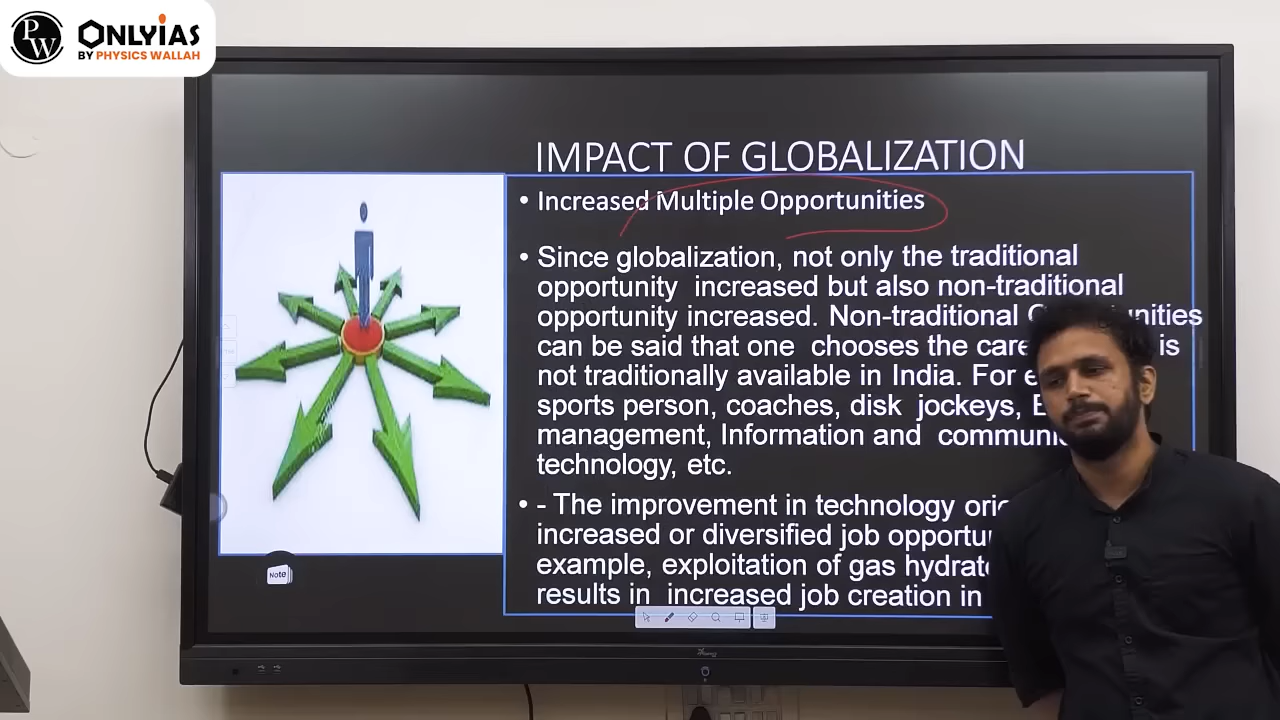 PW
ONLYIAS
BY PHYSICS WALLAH
IMPACT OF GLOBALIZATION
• Increased Multiple Opportunities
• Since globalization, not only the traditional
opportunity increased but also non-traditional
opportunity increased. Non-traditional
can be said that one chooses the is
not traditionally available in India. For
sports person, coaches, disk jockeys,
management, Information and
technology, etc.
• - The improvement in technology
increased or diversified job
example, exploitation of gas
results in increased job creation in
Note